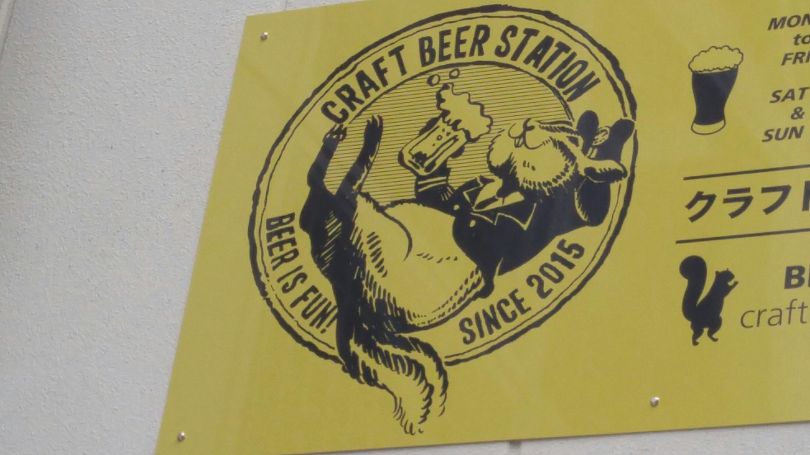 CRAFT BEER STATION
BEER IS FUN!
SINCE 2015
MON
to
FRI
SAT
&
SUN
クラフト
craft